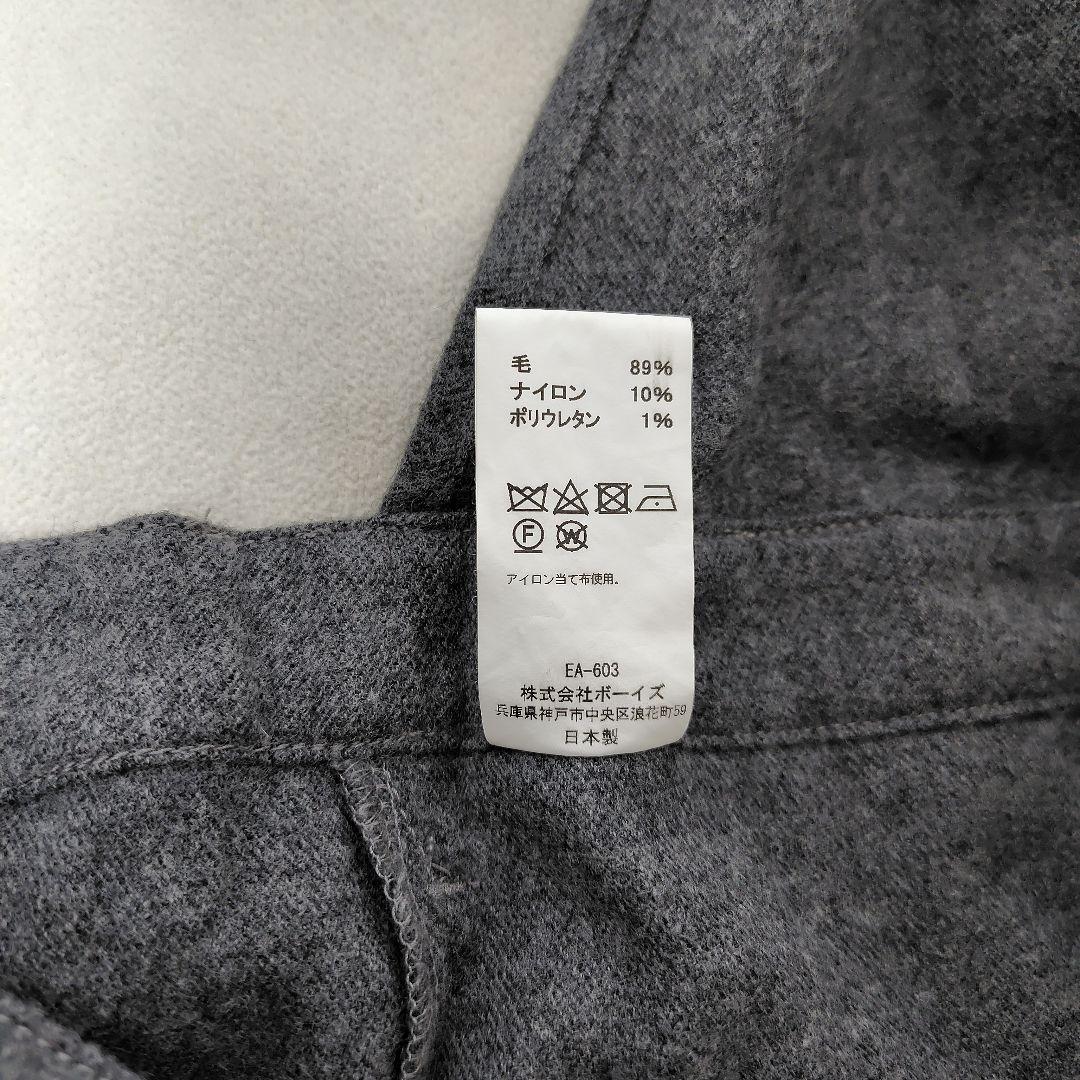 毛 89%
ナイロン 10%
ポリウレタン 1%
F W
アイロン当て布使用。
EA-603
株式会社ボーイズ
兵庫県神戸市中央区浪花町59
日本製